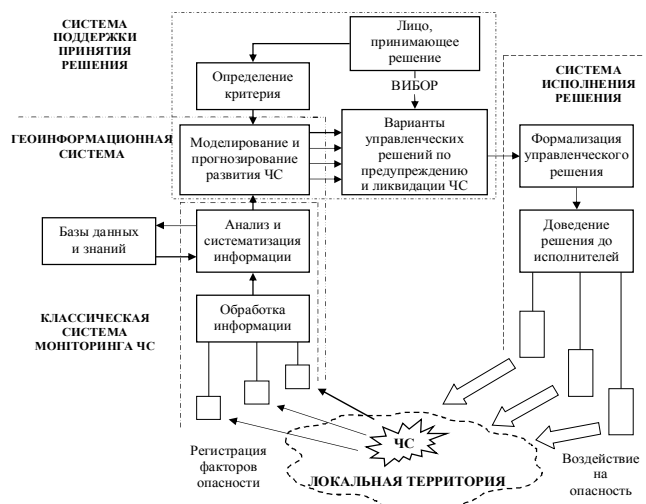 СИСТЕМА
ПОДДЕРЖКИ
ПРИНЯТИЯ
РЕШЕНИЯ
Лицо,
принимающее
решение
Определение
критерия
ВЫБОР
СИСТЕМА
ИСПОЛНЕНИЯ
РЕШЕНИЯ
ГЕОИНФОРМАЦИОННАЯ
СИСТЕМА
Моделирование и
прогнозирование
развития ЧС
Варианты
управленческих
решений по
предупреждению
и ликвидации ЧС
Формализация
управленческого
решения
Базы данных
и знаний
Анализ и
систематизация
информации
Доведение
решения до
исполнителей
КЛАССИЧЕСКАЯ
СИСТЕМА
МОНІТОРИНГА ЧС
Обработка
информации
ЧС
Регистрация
факторов
опасности
ЛОКАЛЬНАЯ ТЕРРИТОРИЯ
Воздействие
на
опасность